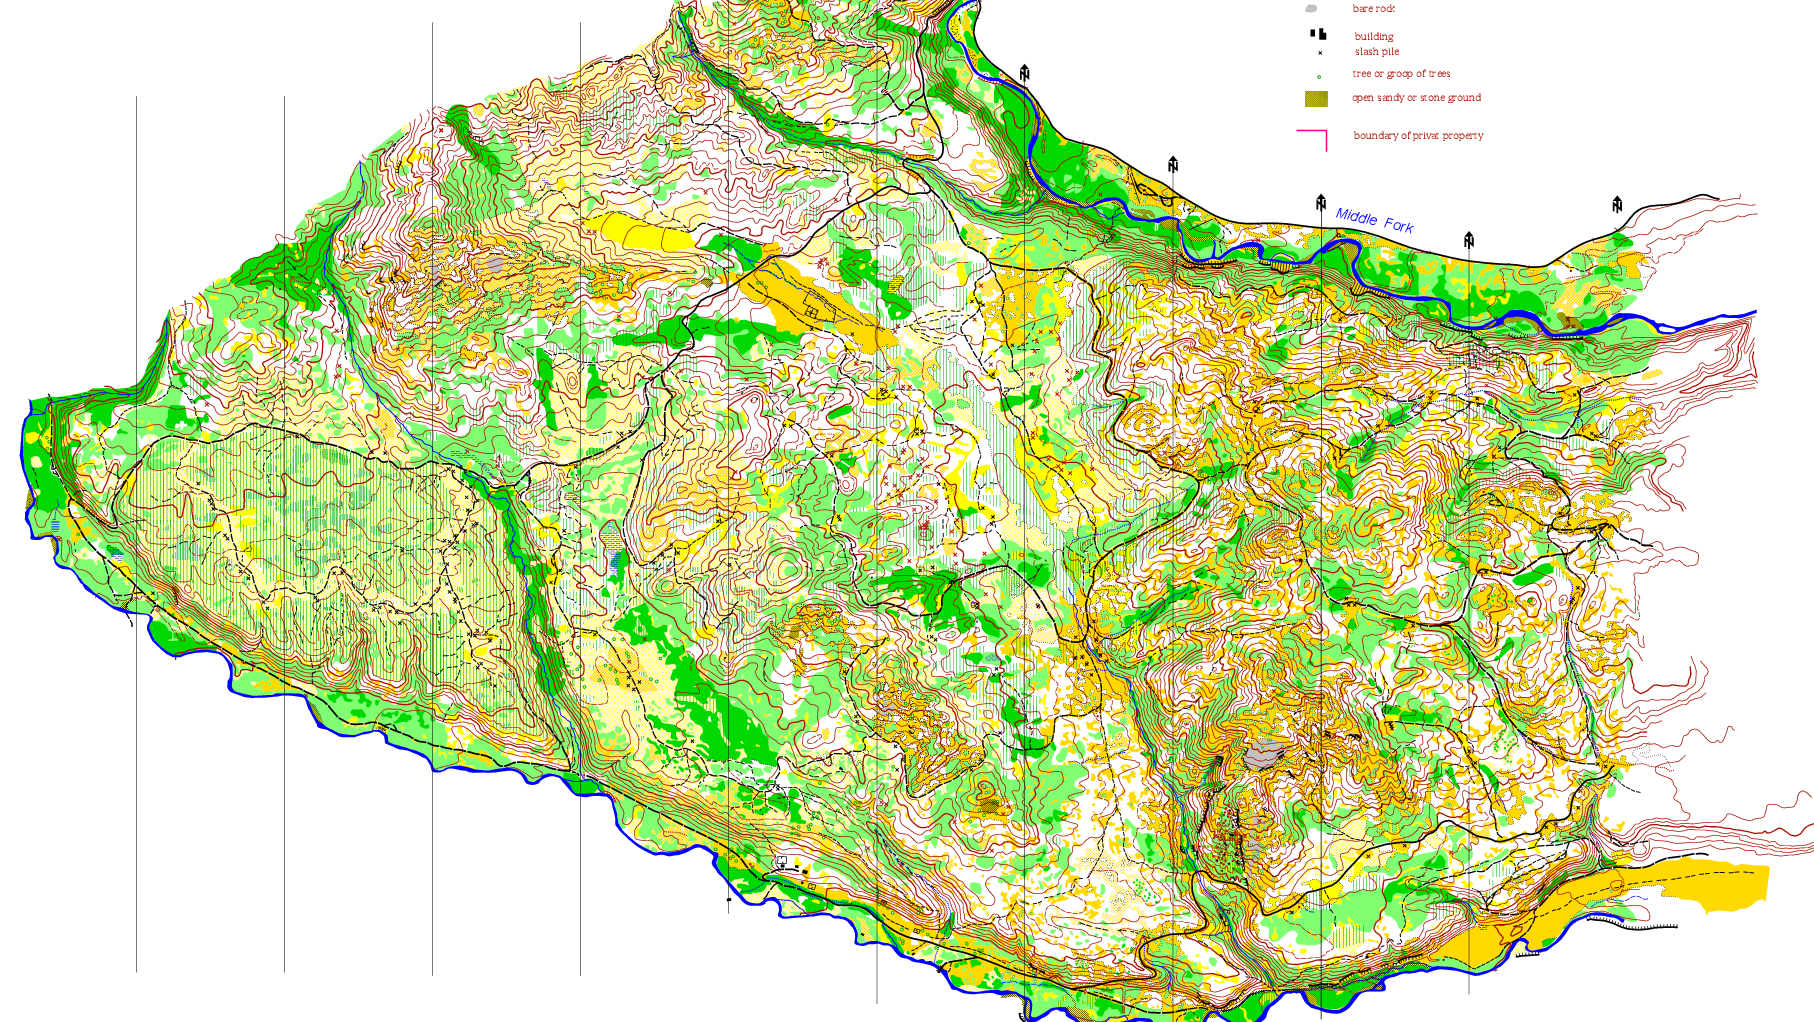 bare rock
building
slash pile
tree or groop of trees
open sandy or stone ground
boundary of privat property
N
N
N
N
N
Middle Fork